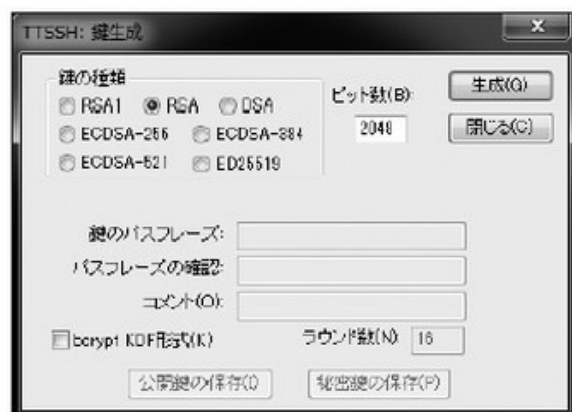 TTSSH: 鍵生成
鍵の種類
RSA1 RSA DSA
ECDSA-256 ECDSA-384
ECDSA-521 ED25519
ビット数(B):
2048
生成(G)
閉じる(C)
鍵のパスフレーズ:
パスフレーズの確認:
コメント(O):
bcrypt KDF形式(K) ラウンド数(N): 16
公開鍵の保存(I) 秘密鍵の保存(P)